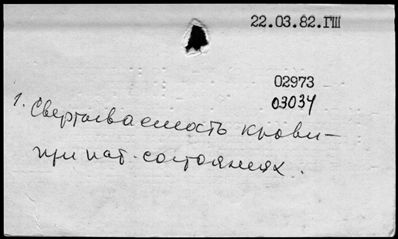 22.03.82.ГШ
02973
03034
1. Свертываемость крови -
при пат. состояниях.